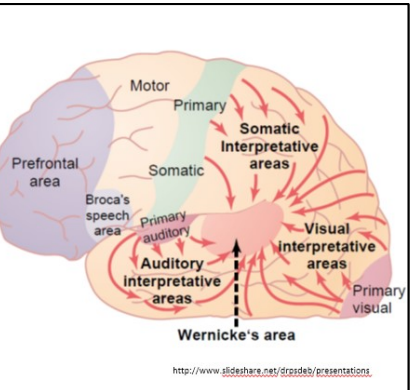 Motor
Primary
Somatic
Interpretative
areas
Prefrontal
area
Somatic
Broca's
speech
area
Primary
auditory
Visual
interpretative
areas
Auditory
interpretative
areas
Primary
visual
Wernicke's area
http://www.slideshare.net/drpsdeb/presentations